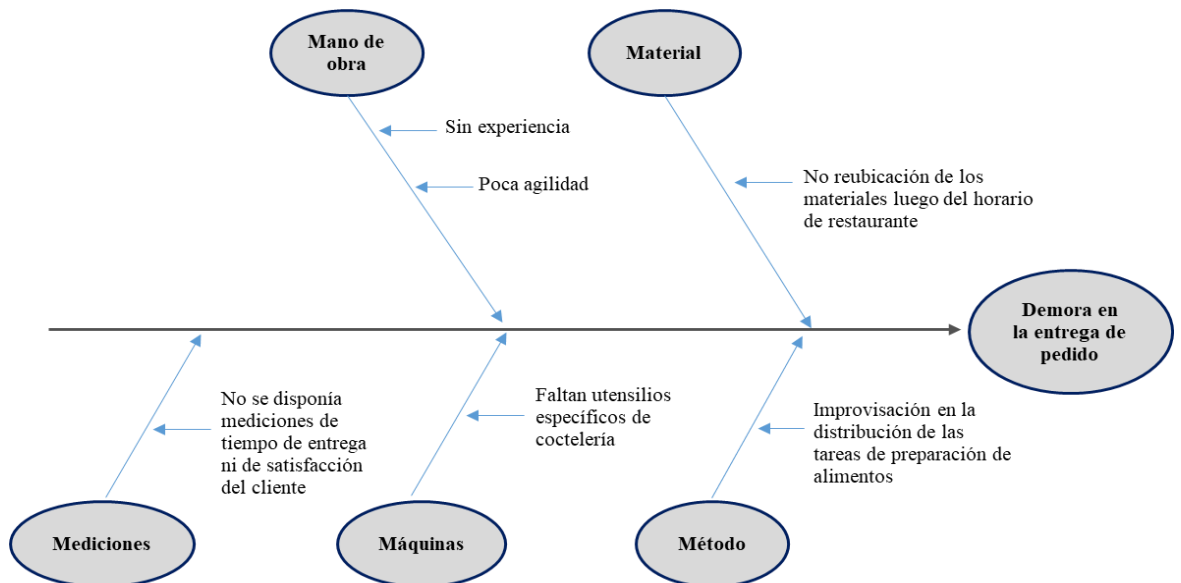 Mano de
obra
Material
Sin experiencia
Poca agilidad
No reubicación de los
materiales luego del horario
de restaurante
Demora en
la entrega de
pedido
No se disponía
mediciones de
tiempo de entrega
ni de satisfacción
del cliente
Faltan utensilios
específicos de
coctelería
Improvisación en la
distribución de las
tareas de preparación de
alimentos
Mediciones
Máquinas
Método